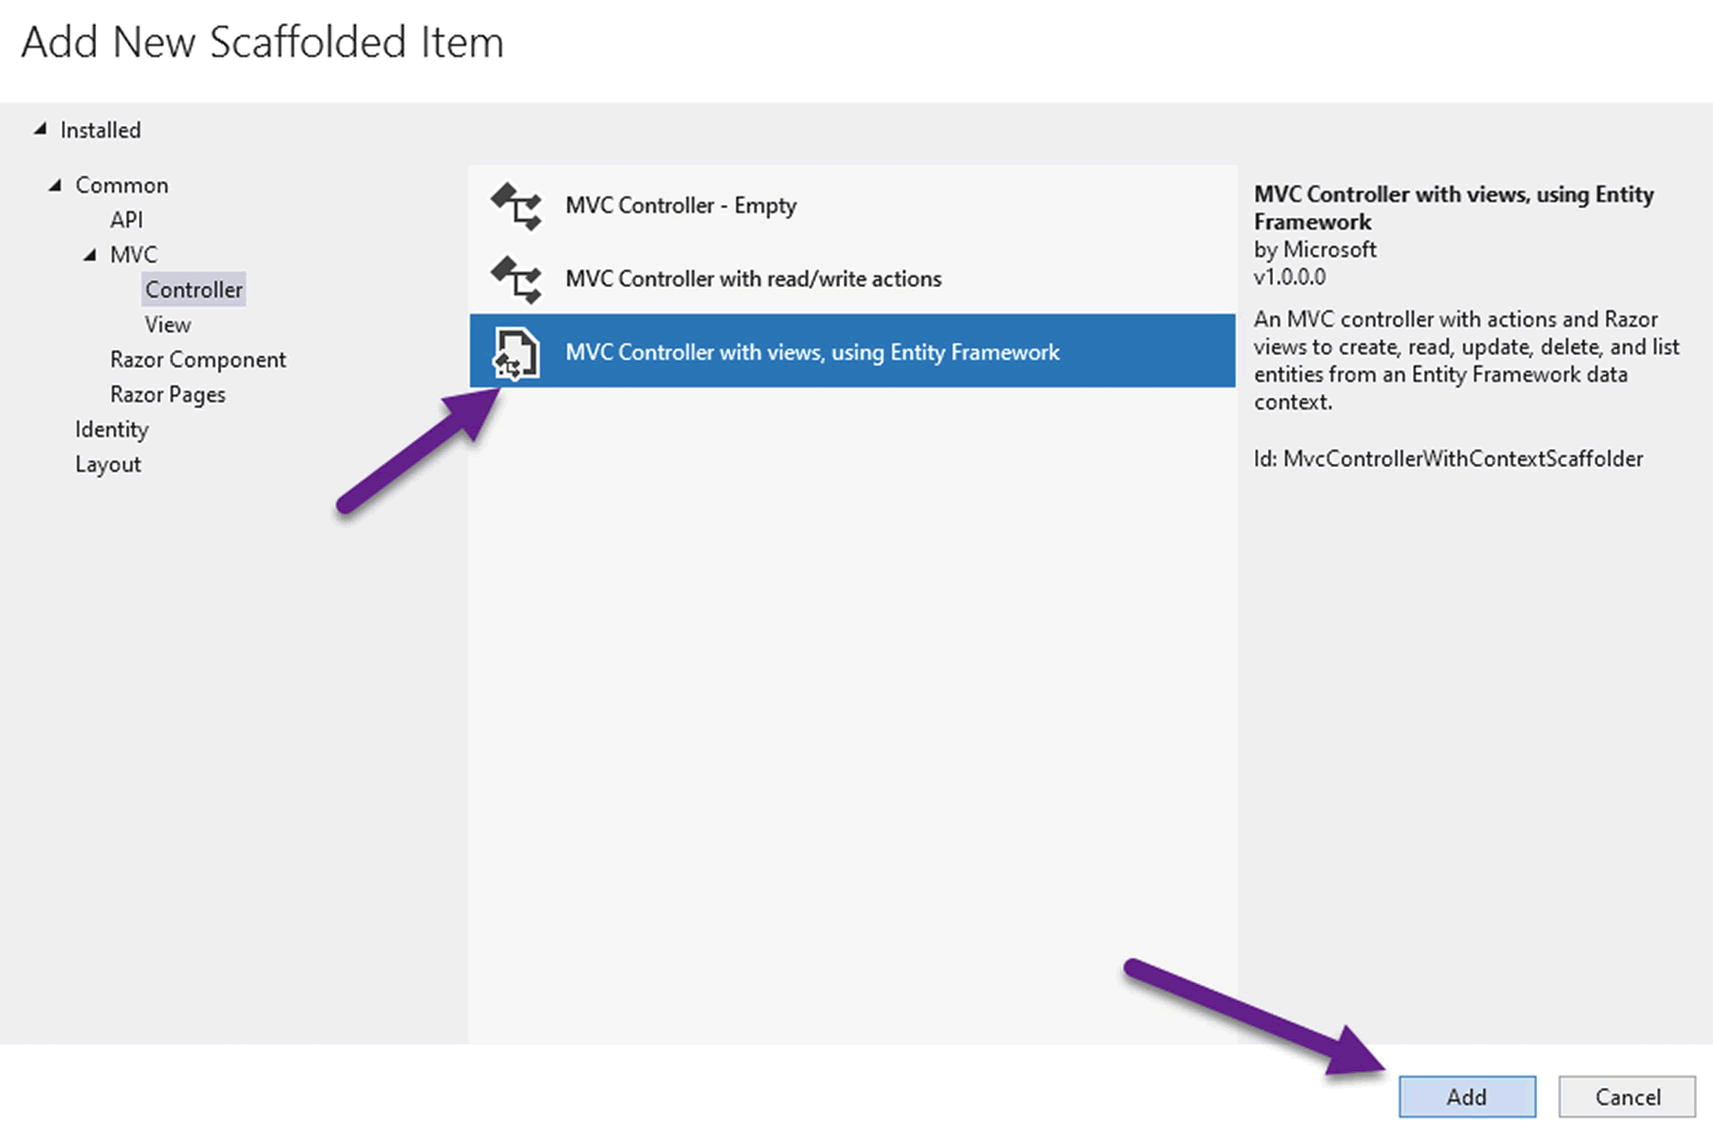 Add New Scaffolded Item
Installed
Common
API
MVC
Controller
View
Razor Component
Razor Pages
Identity
Layout
MVC Controller - Empty
MVC Controller with read/write actions
MVC Controller with views, using Entity Framework
MVC Controller with views, using Entity
Framework
by Microsoft
v1.0.0.0
An MVC controller with actions and Razor
views to create, read, update, delete, and list
entities from an Entity Framework data
context.
Id: MvcControllerWithContextScaffolder
Add
Cancel